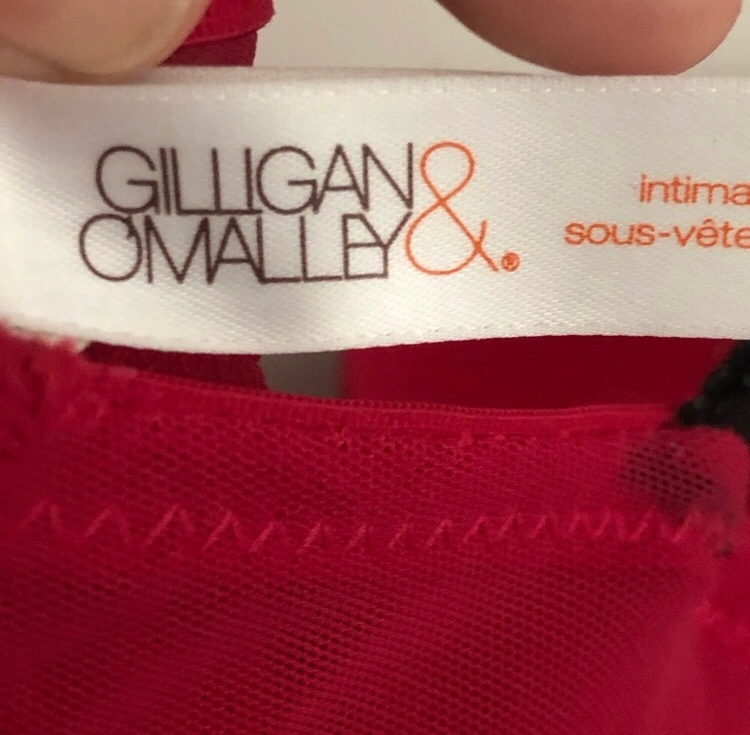 GILLIGAN &
O'MALLEY ®
intima
sous-vête